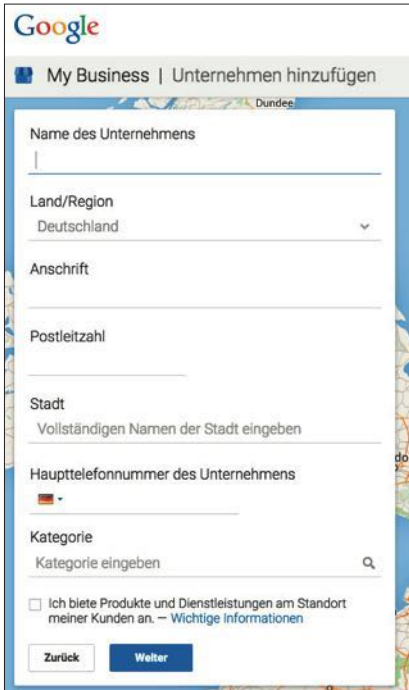 Google
My Business | Unternehmen hinzufügen
Dundee
Name des Unternehmens
Land/Region
Deutschland
Anschrift
Postleitzahl
Stadt
Vollständigen Namen der Stadt eingeben
Haupttelefonnummer des Unternehmens
Kategorie
Kategorie eingeben
Ich biete Produkte und Dienstleistungen am Standort
meiner Kunden an. — Wichtige Informationen
Zurück Weiter